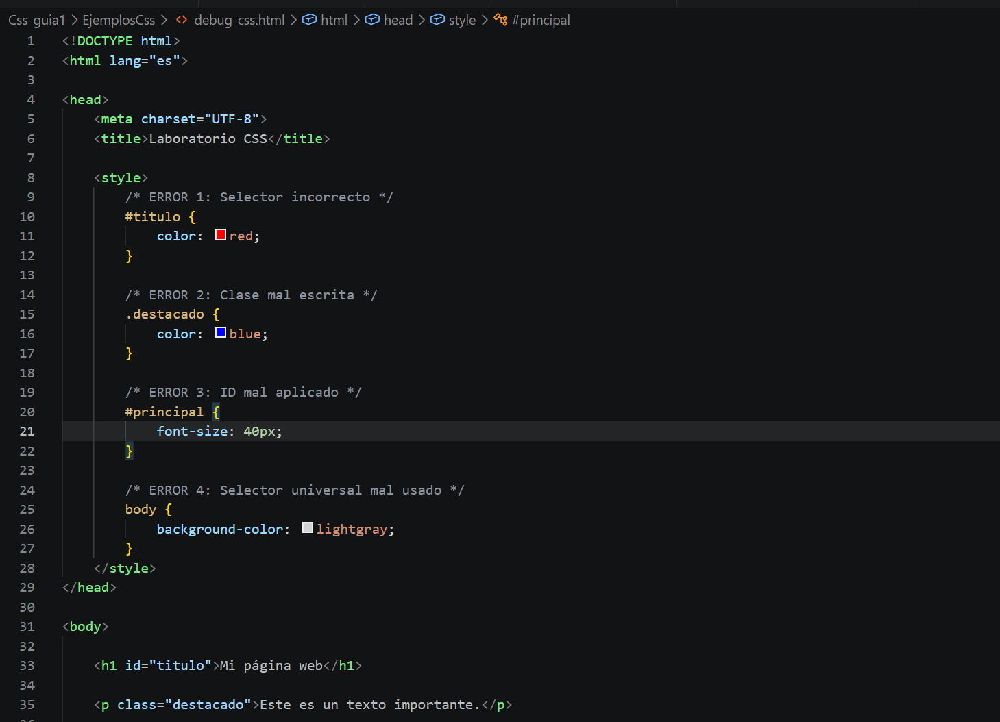 Css-guia1 > EjemplosCss > <> debug-css.html > html > head > style > #principal
1 <!DOCTYPE html>
2 <html lang="es">
3
4 <head>
5 <meta charset="UTF-8">
6 <title>Laboratorio CSS</title>
7
8 <style>
9 /* ERROR 1: Selector incorrecto */
10 #titulo {
11 color: red;
12 }
13
14 /* ERROR 2: Clase mal escrita */
15 .destacado {
16 color: blue;
17 }
18
19 /* ERROR 3: ID mal aplicado */
20 #principal {
21 font-size: 40px;
22 }
23
24 /* ERROR 4: Selector universal mal usado */
25 body {
26 background-color: lightgray;
27 }
28 </style>
29 </head>
30
31 <body>
32
33 <h1 id="titulo">Mi página web</h1>
34
35 <p class="destacado">Este es un texto importante.</p>